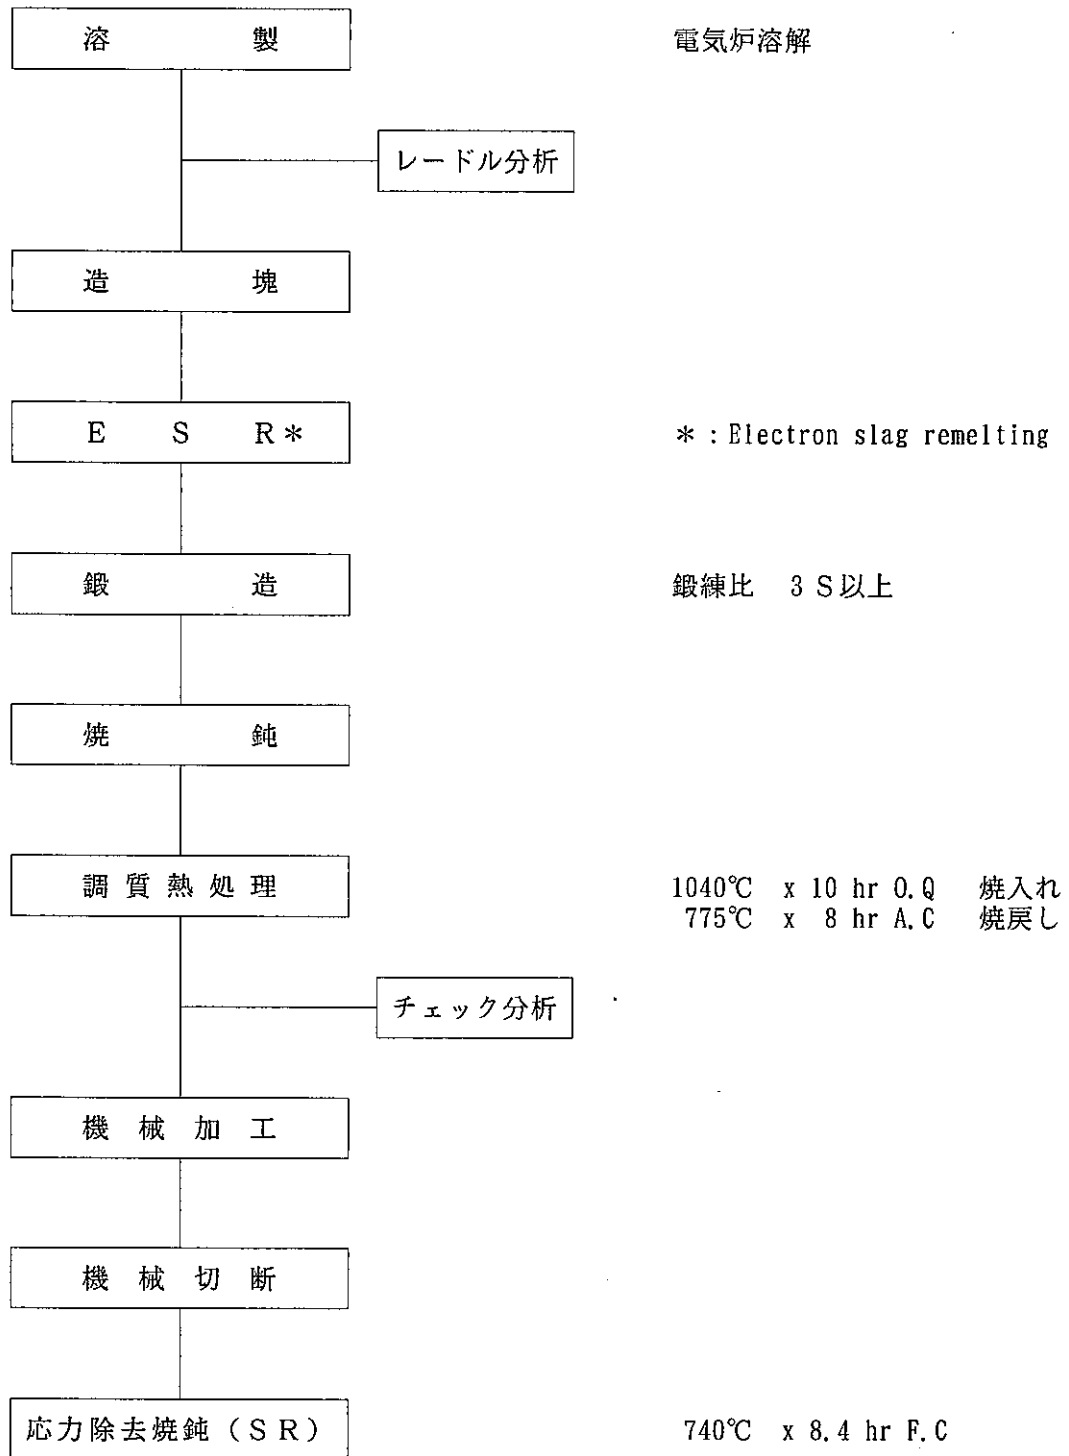 溶 製 電気炉溶解
レードル分析
造 塊
E S R* *:Electron slag remelting
鍛 造 鍛練比 3S以上
焼 鈍
調質熱処理 1040℃ x 10 hr O.Q 焼入れ
775℃ x 8 hr A.C 焼戻し
チェック分析
機械加工
機械切断
応力除去焼鈍(SR) 740℃ x 8.4 hr F.C